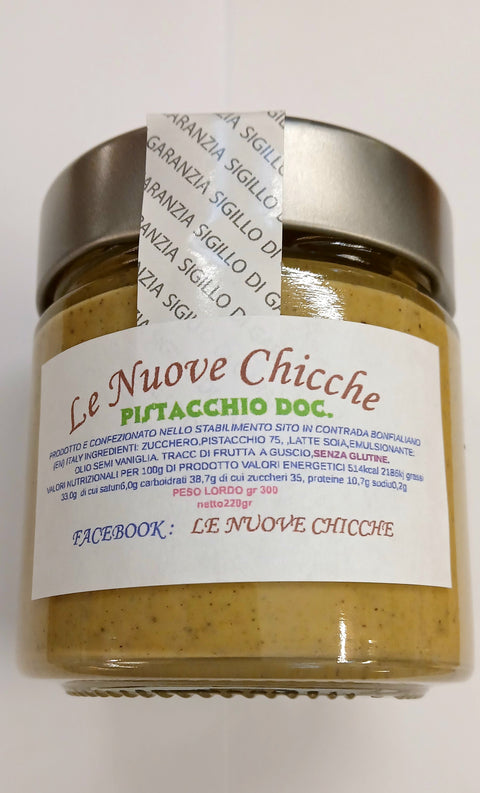 GARANZIA SIGILLO DI GARANZIA SIGILLO DI
Le Nuove Chicche
PISTACCHIO DOC.
PRODOTTO E CONFEZIONATO NELLO STABILIMENTO SITO IN CONTRADA BONFIALIANO
(EN) ITALY INGREDIENTI: ZUCCHERO,PISTACCHIO 75, ,LATTE SOIA,EMULSIONANTE:
OLIO SEMI VANIGLIA. TRACC DI FRUTTA A GUSCIO,SENZA GLUTINE.
VALORI NUTRIZIONALI PER 100g DI PRODOTTO VALORI ENERGETICI 514kcal 2186kj grassi
33,0g di cui saturi6,0g carboidrati 38,7g di cui zuccheri 35, proteine 10,7g sodio0,2g
PESO LORDO gr 300
netto220gr
FACEBOOK : LE NUOVE CHICCHE